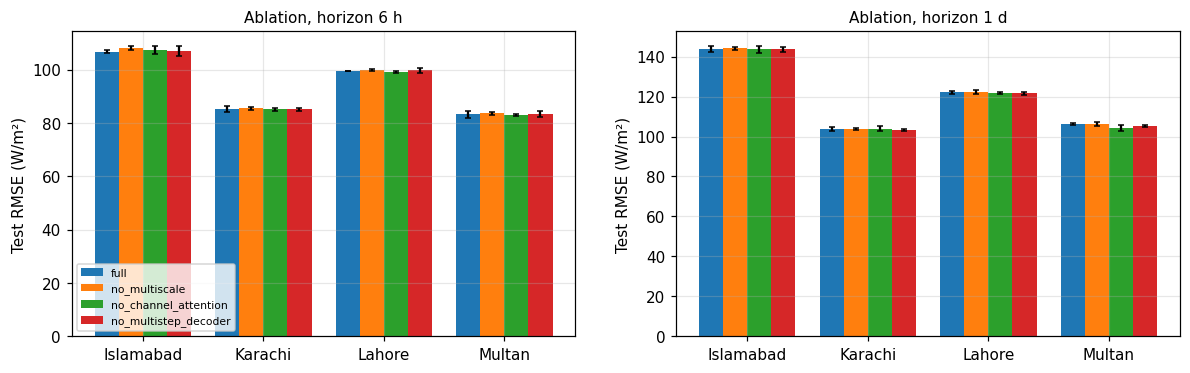 Ablation, horizon 6 h
Test RMSE (W/m²)
100
80
60
40
20
0
full
no_multiscale
no_channel_attention
no_multistep_decoder
Islamabad Karachi Lahore Multan
Ablation, horizon 1 d
Test RMSE (W/m²)
140
120
100
80
60
40
20
0
Islamabad Karachi Lahore Multan